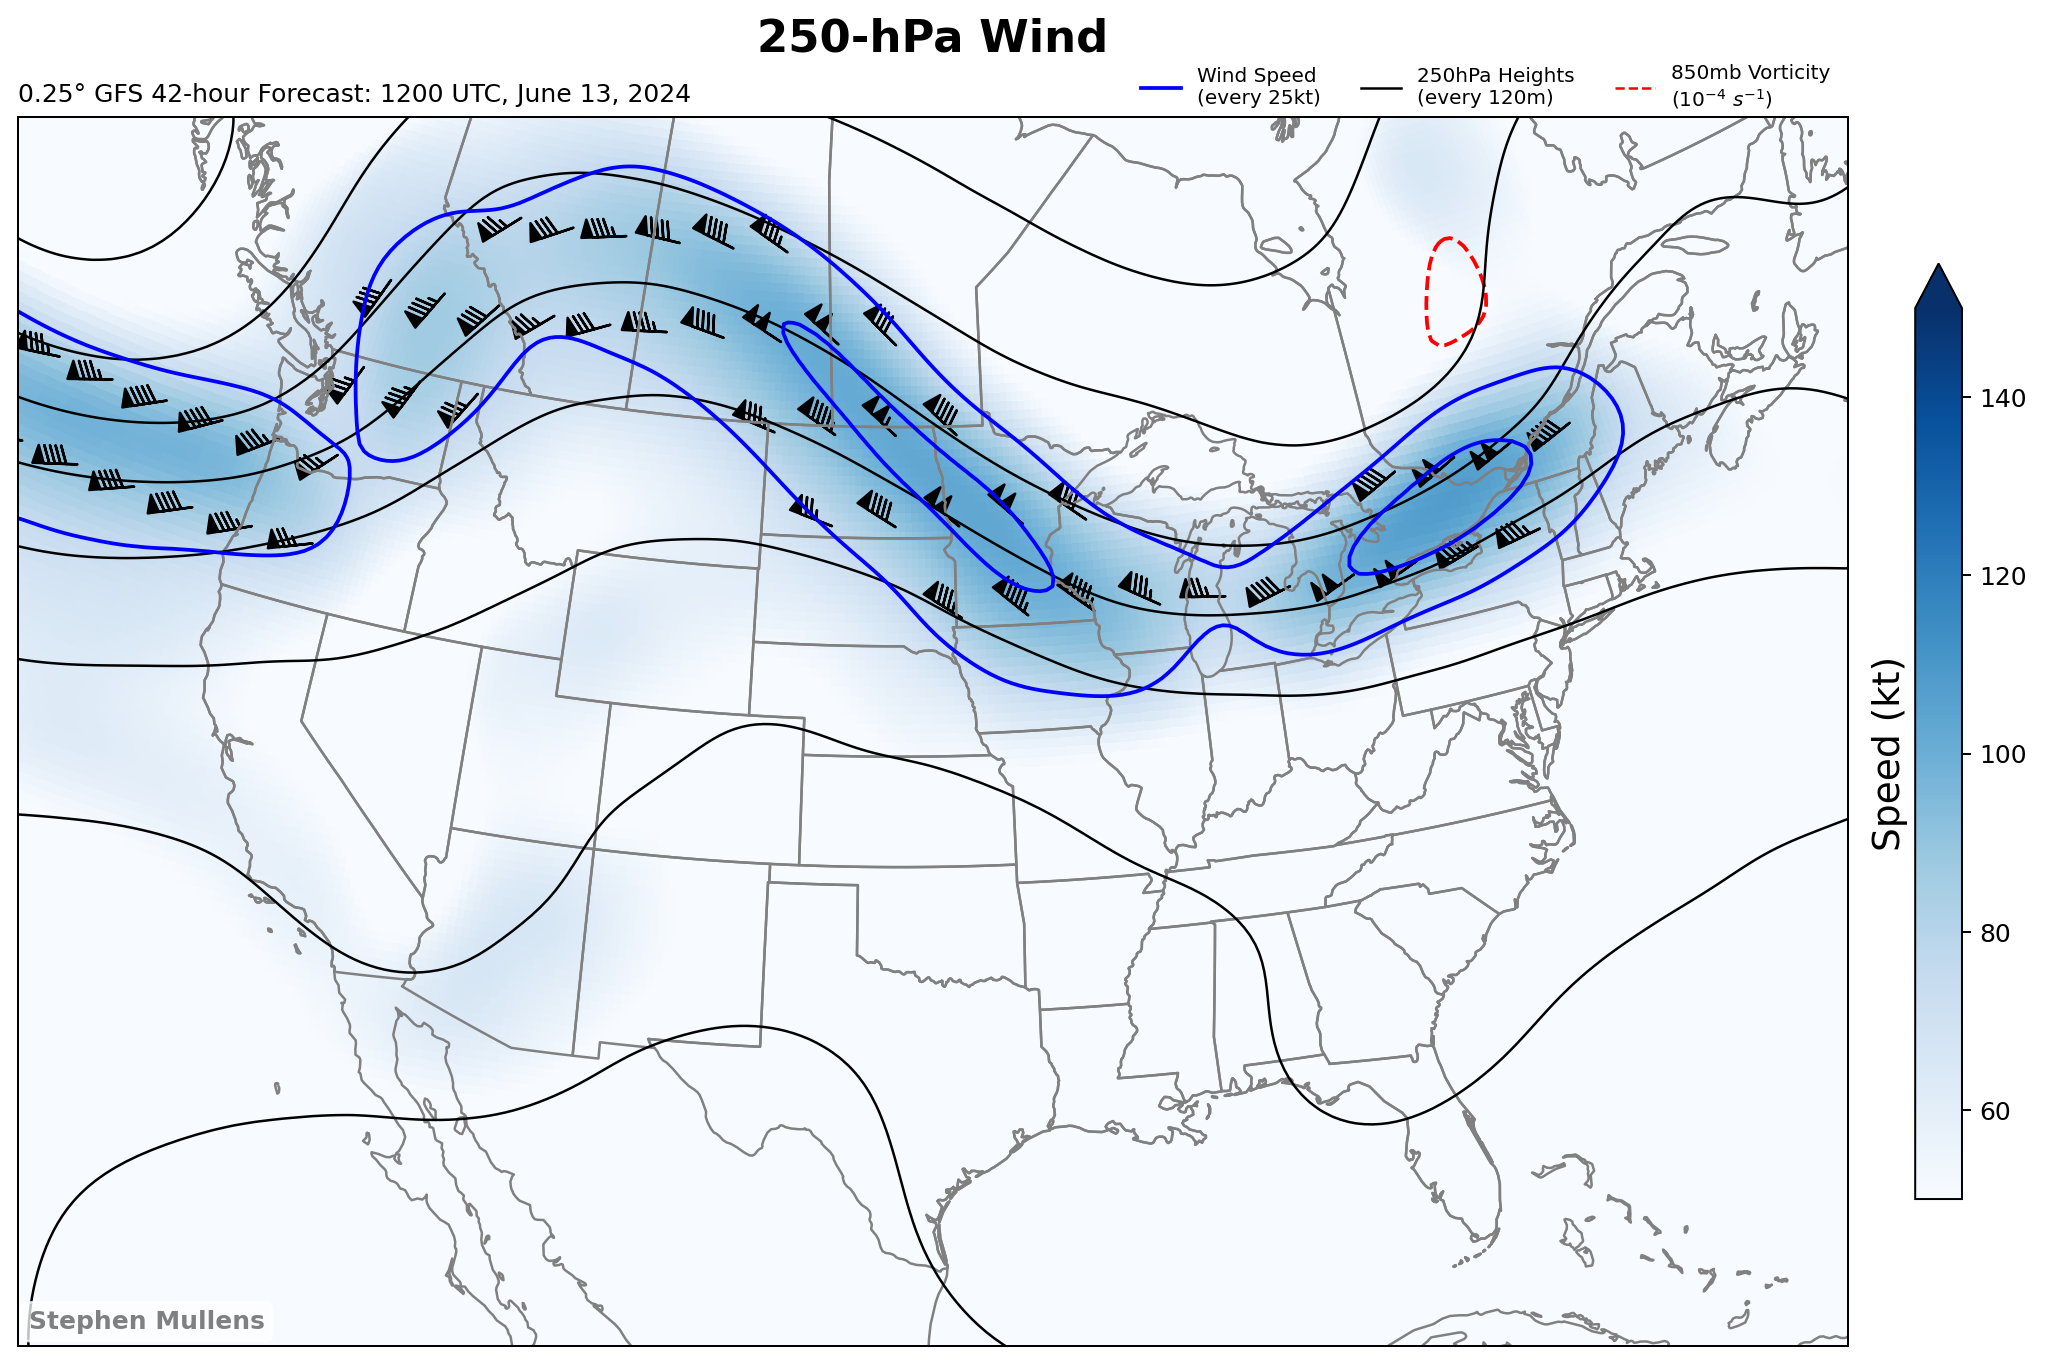 250-hPa Wind
0.25° GFS 42-hour Forecast: 1200 UTC, June 13, 2024
Wind Speed
(every 25kt)
250hPa Heights
(every 120m)
850mb Vorticity
(10⁻⁴ s⁻¹)
140
120
100
80
60
Speed (kt)
Stephen Mullens